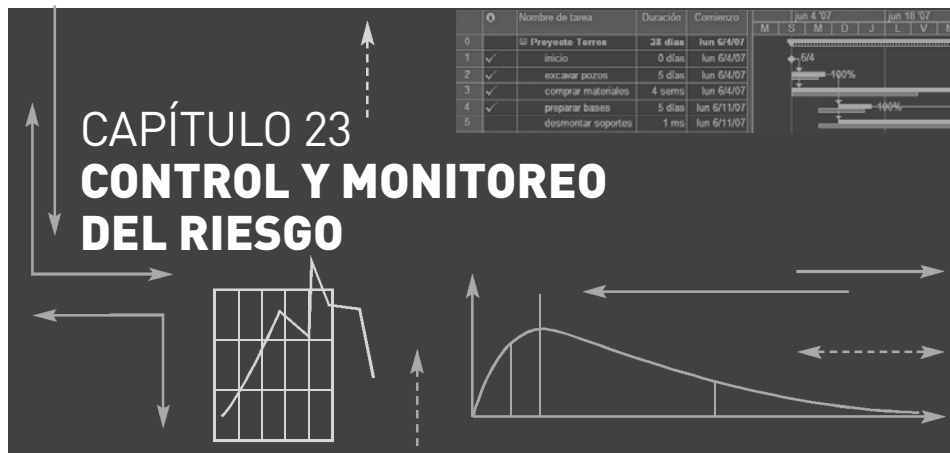 Nombre de tarea Duración Comienzo jun 4 '07 jun 18 '07
M S M D J L V M
0 Proyecto Terros 38 días lun 6/4/07
1 inicio 0 días lun 6/4/07 6/4
2 excavar pozos 5 días lun 6/4/07 100%
3 comprar materiales 4 sems lun 6/4/07
4 preparar bases 5 días lun 6/11/07 100%
5 desmontar soportes 1 ms lun 6/11/07
CAPÍTULO 23
CONTROL Y MONITOREO
DEL RIESGO